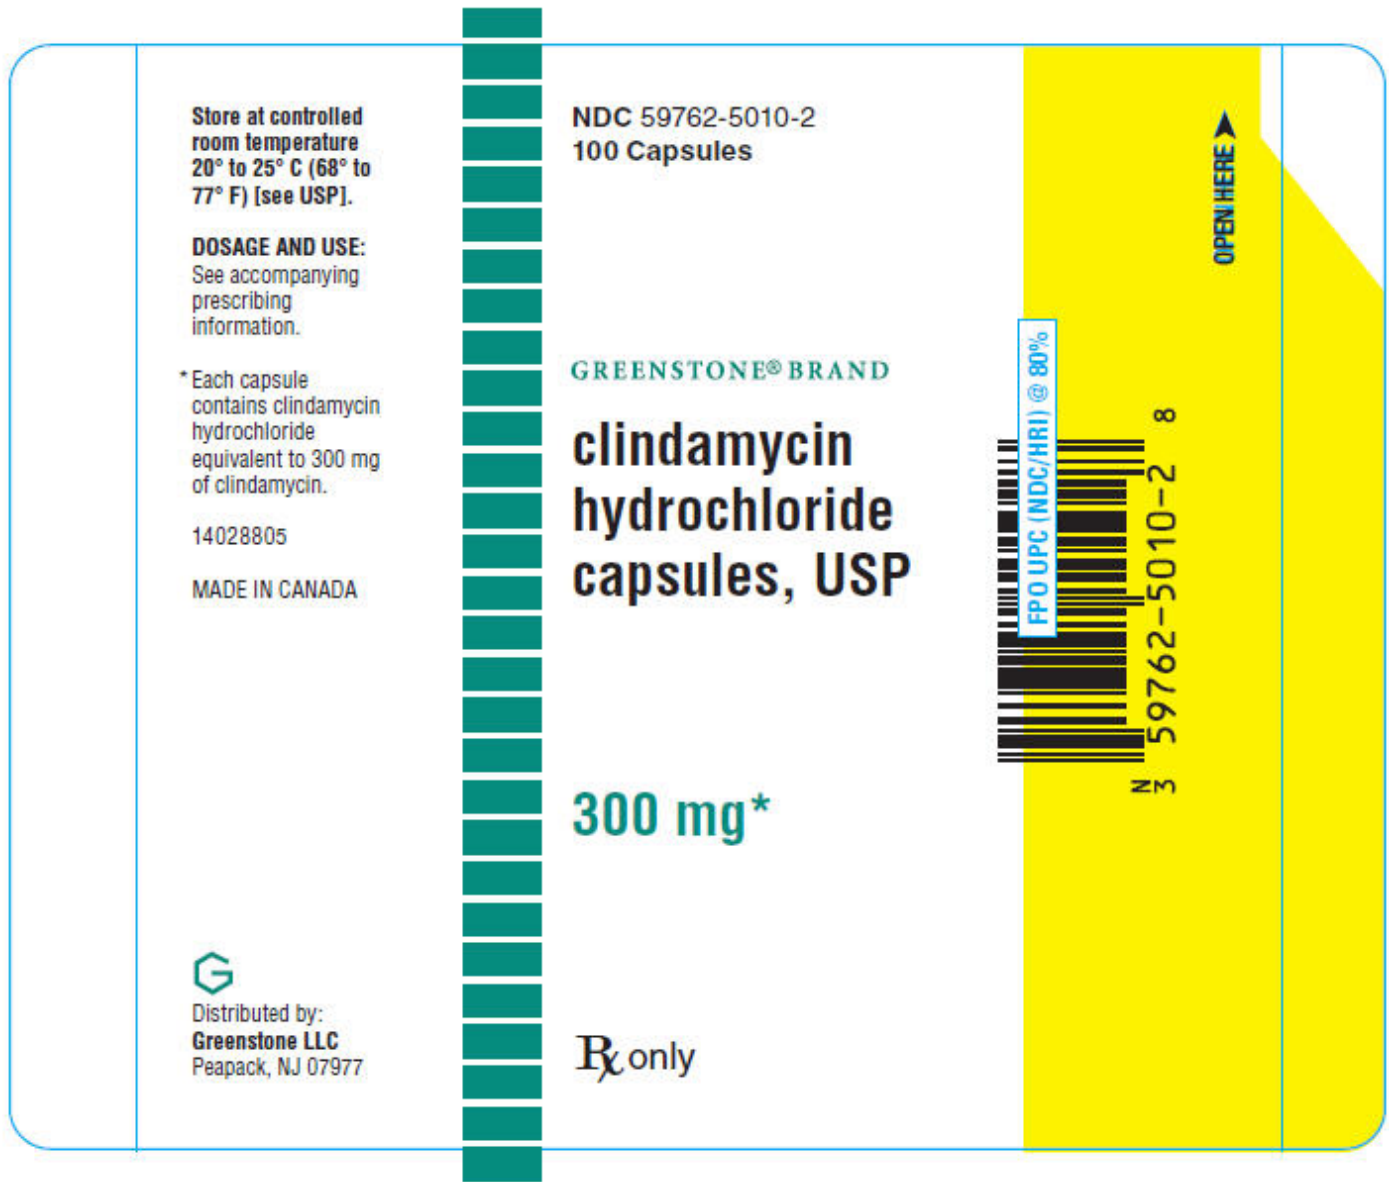 Store at controlled
room temperature
20° to 25° C (68° to
77° F) [see USP].
DOSAGE AND USE:
See accompanying
prescribing
information.
* Each capsule
contains clindamycin
hydrochloride
equivalent to 300 mg
of clindamycin.
14028805
MADE IN CANADA
G
Distributed by:
Greenstone LLC
Peapack, NJ 07977
NDC 59762-5010-2
100 Capsules
GREENSTONE® BRAND
clindamycin
hydrochloride
capsules, USP
300 mg*
℞ only
FPO UPC (NDC/HRI) @ 80%
N
3 59762-5010-2 8
OPEN HERE